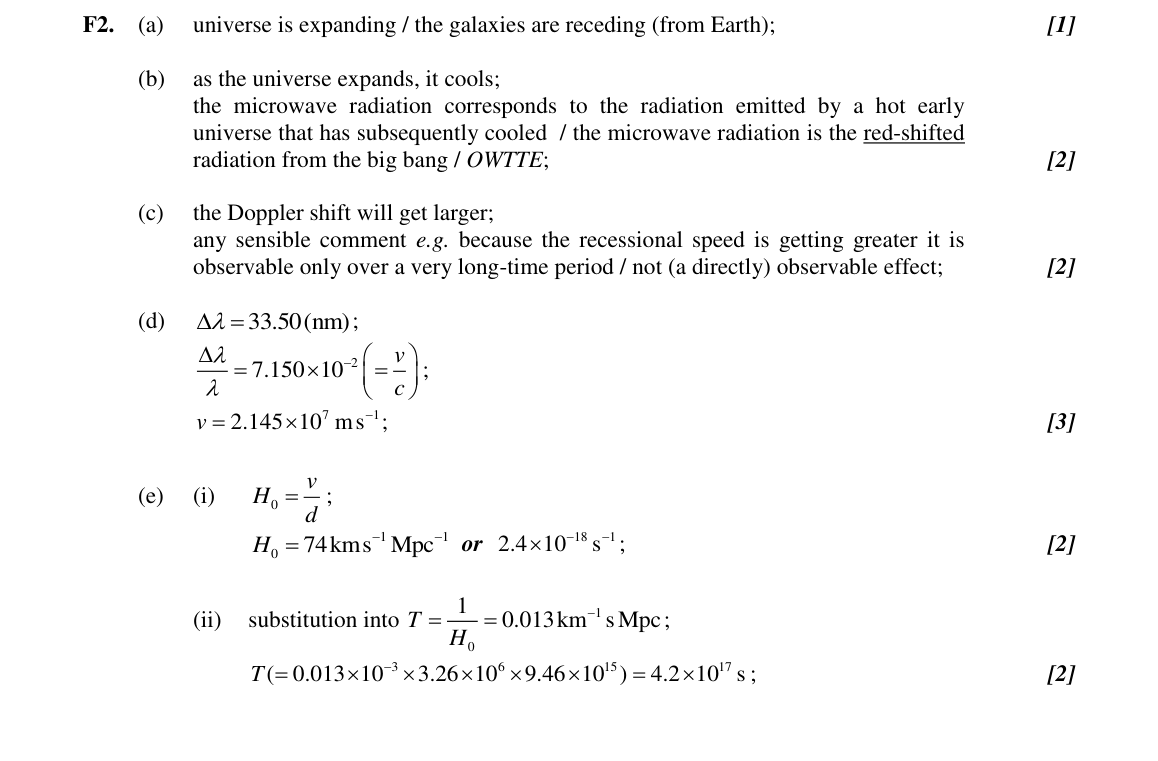 F2. (a) universe is expanding / the galaxies are receding (from Earth); [1]
(b) as the universe expands, it cools;
the microwave radiation corresponds to the radiation emitted by a hot early
universe that has subsequently cooled / the microwave radiation is the red-shifted
radiation from the big bang / OWTTE; [2]
(c) the Doppler shift will get larger;
any sensible comment e.g. because the recessional speed is getting greater it is
observable only over a very long-time period / not (a directly) observable effect; [2]
(d) Δλ = 33.50 (nm);
Δλ/λ = 7.150×10⁻² (= v/c);
v = 2.145×10⁷ m s⁻¹; [3]
(e) (i) H₀ = v/d;
H₀ = 74 km s⁻¹ Mpc⁻¹ or 2.4×10⁻¹⁸ s⁻¹; [2]
(ii) substitution into T = 1/H₀ = 0.013 km⁻¹ s Mpc;
T(= 0.013×10⁻³ ×3.26×10⁶ ×9.46×10¹⁵) = 4.2×10¹⁷ s; [2]